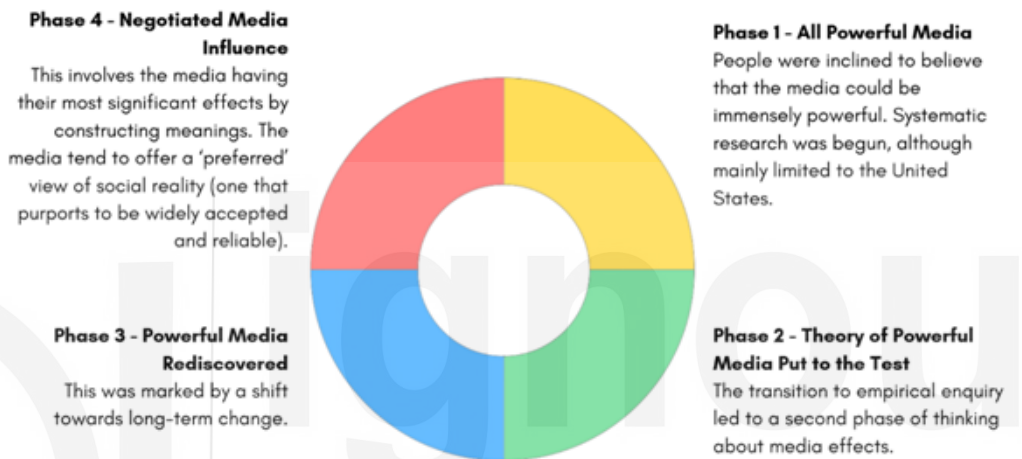 Phase 1 - All Powerful Media
People were inclined to believe
that the media could be
immensely powerful. Systematic
research was begun, although
mainly limited to the United
States.
Phase 2 - Theory of Powerful
Media Put to the Test
The transition to empirical enquiry
led to a second phase of thinking
about media effects.
Phase 3 - Powerful Media
Rediscovered
This was marked by a shift
towards long-term change.
Phase 4 - Negotiated Media
Influence
This involves the media having
their most significant effects by
constructing meanings. The
media tend to offer a ‘preferred’
view of social reality (one that
purports to be widely accepted
and reliable).
ignou